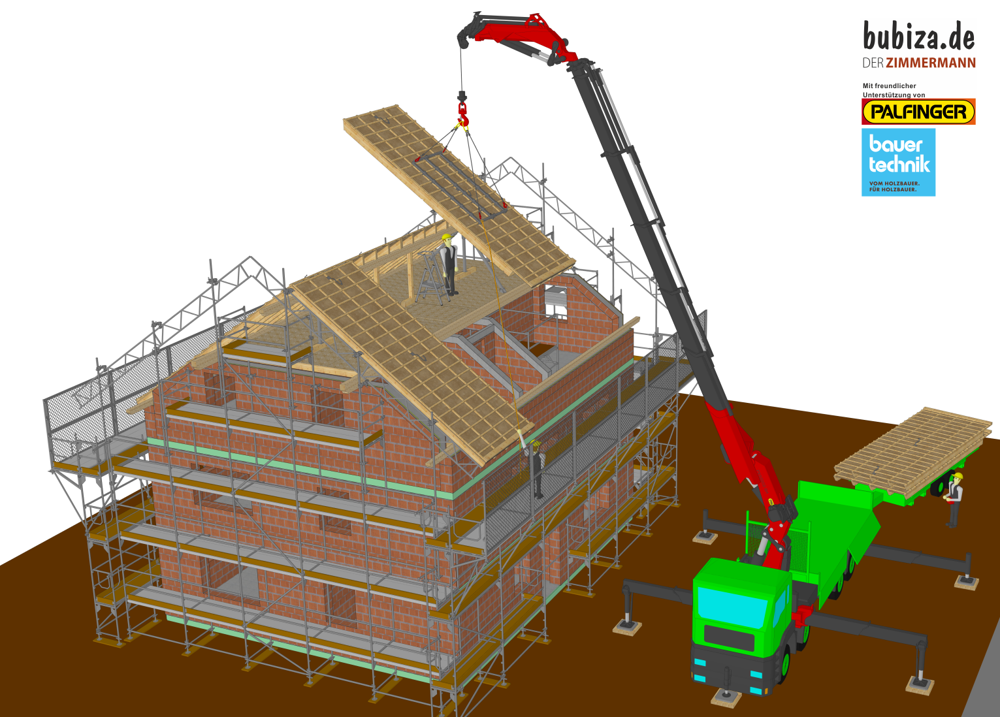 bubiza.de
DER ZIMMERMANN
Mit freundlicher
Unterstützung von
PALFINGER
bauer
technik
VOM HOLZBAUER.
FÜR HOLZBAUER.